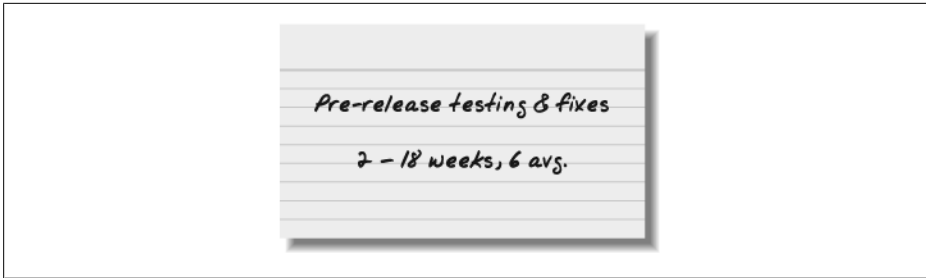 Pre-release testing & fixes
2 – 18 weeks, 6 avg.